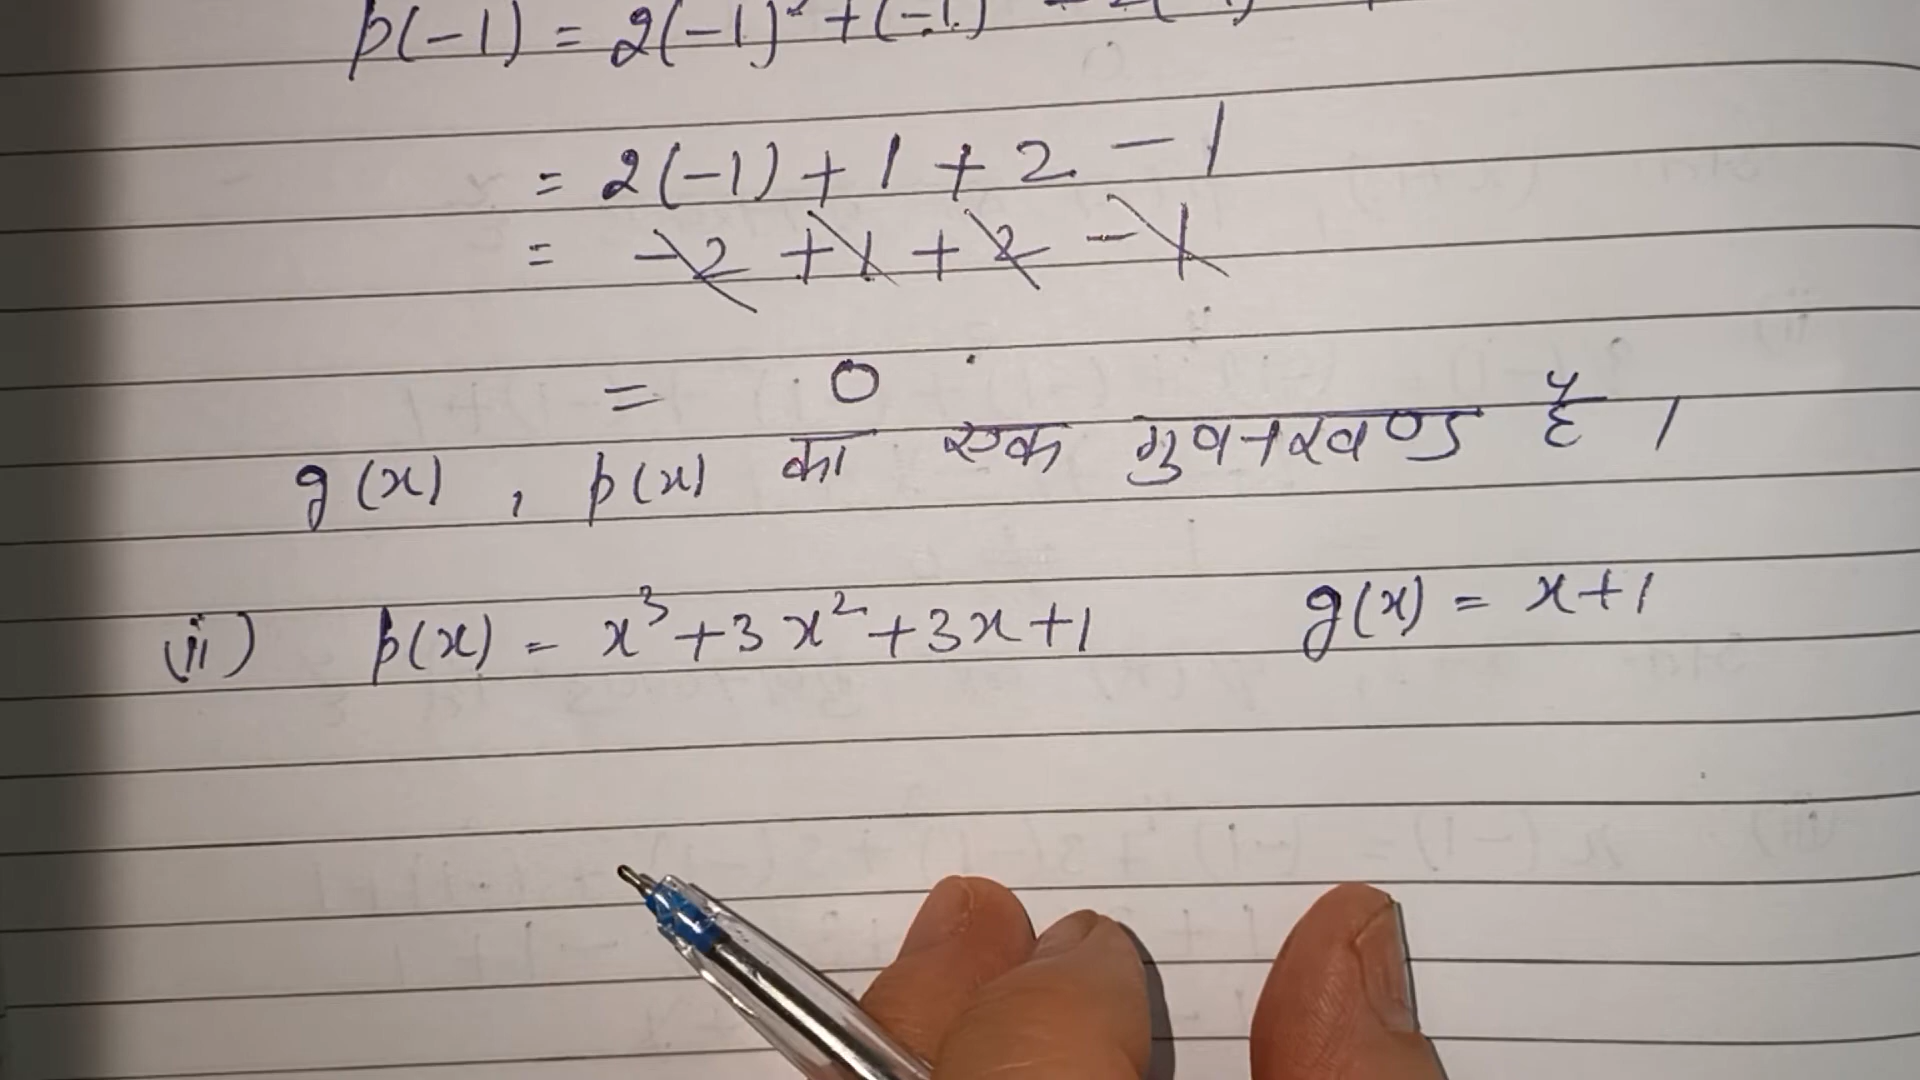 p(-1) = 2(-1)³ + (-1)
= 2(-1) + 1 + 2 - 1
= -2 + 1 + 2 - 1
= 0
g(x) , p(x) का एक गुणनखण्ड है ।
(ii) p(x) = x³ + 3x² + 3x + 1 g(x) = x + 1